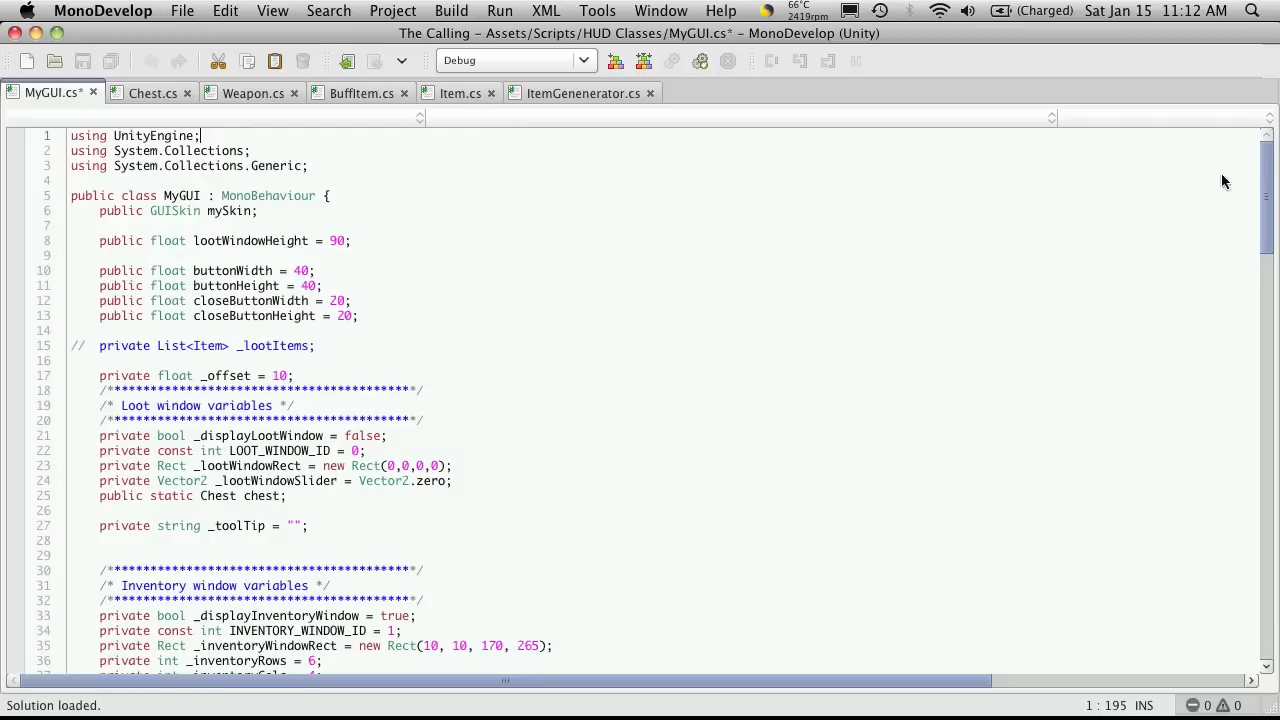 MonoDevelop File Edit View Search Project Build Run XML Tools Window Help 66°C 2419rpm (Charged) Sat Jan 15 11:12 AM
The Calling – Assets/Scripts/HUD Classes/MyGUI.cs* – MonoDevelop (Unity)
Debug
MyGUI.cs* Chest.cs Weapon.cs BuffItem.cs Item.cs ItemGenenerator.cs
1 using UnityEngine;
2 using System.Collections;
3 using System.Collections.Generic;
4
5 public class MyGUI : MonoBehaviour {
6 public GUISkin mySkin;
7
8 public float lootWindowHeight = 90;
9
10 public float buttonWidth = 40;
11 public float buttonHeight = 40;
12 public float closeButtonWidth = 20;
13 public float closeButtonHeight = 20;
14
15 // private List<Item> _lootItems;
16
17 private float _offset = 10;
18 /*****************************************/
19 /* Loot window variables */
20 /*****************************************/
21 private bool _displayLootWindow = false;
22 private const int LOOT_WINDOW_ID = 0;
23 private Rect _lootWindowRect = new Rect(0,0,0,0);
24 private Vector2 _lootWindowSlider = Vector2.zero;
25 public static Chest chest;
26
27 private string _toolTip = "";
28
29
30 /*****************************************/
31 /* Inventory window variables */
32 /*****************************************/
33 private bool _displayInventoryWindow = true;
34 private const int INVENTORY_WINDOW_ID = 1;
35 private Rect _inventoryWindowRect = new Rect(10, 10, 170, 265);
36 private int _inventoryRows = 6;
Solution loaded. 1 : 195 INS 0 0